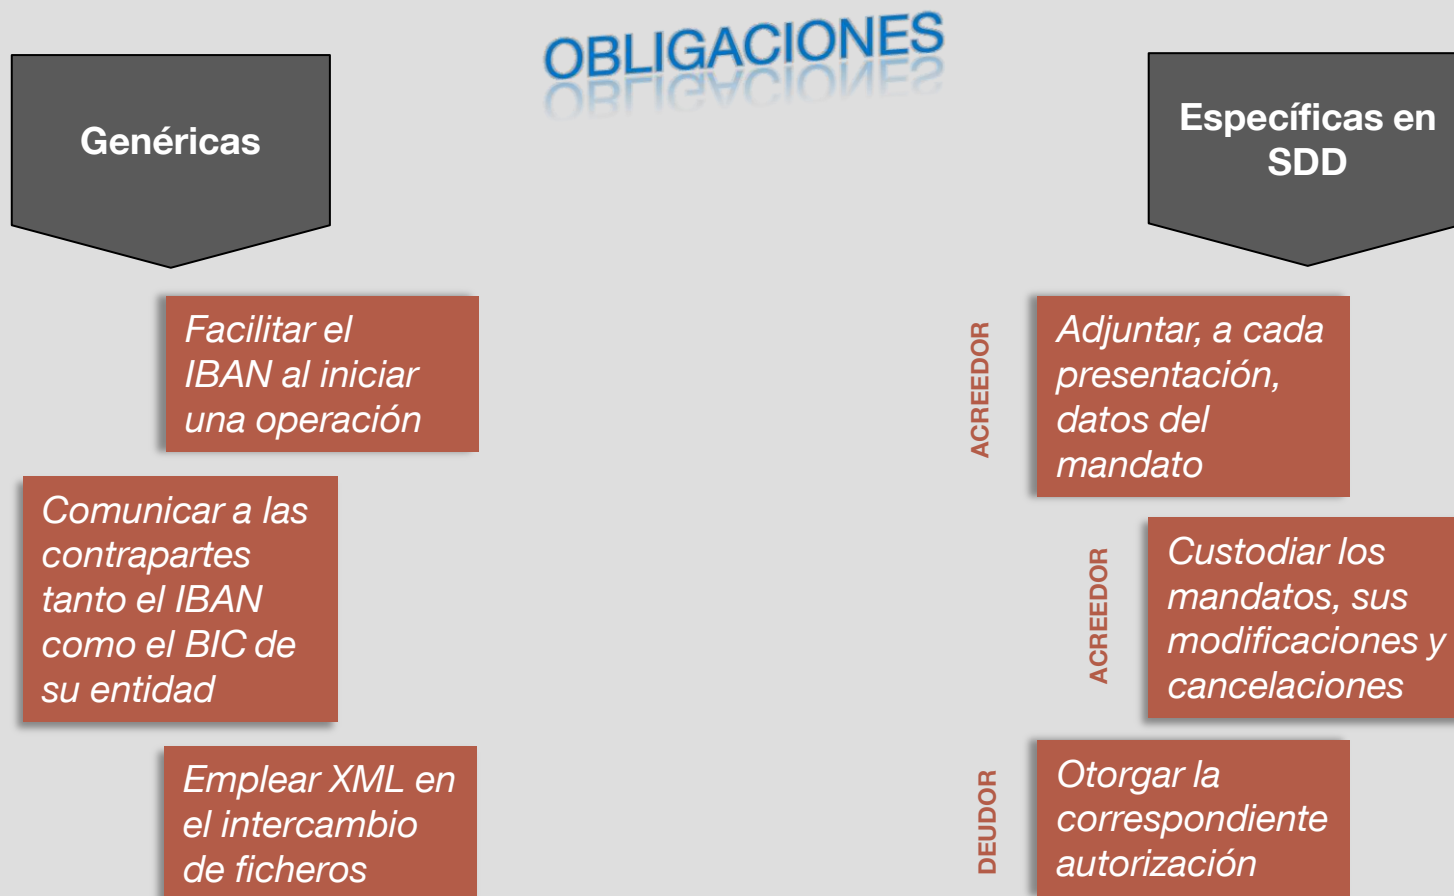 OBLIGACIONES
Genéricas
Facilitar el
IBAN al iniciar
una operación
Comunicar a las
contrapartes
tanto el IBAN
como el BIC de
su entidad
Emplear XML en
el intercambio
de ficheros
Específicas en
SDD
ACREEDOR
Adjuntar, a cada
presentación,
datos del
mandato
ACREEDOR
Custodiar los
mandatos, sus
modificaciones y
cancelaciones
DEUDOR
Otorgar la
correspondiente
autorización